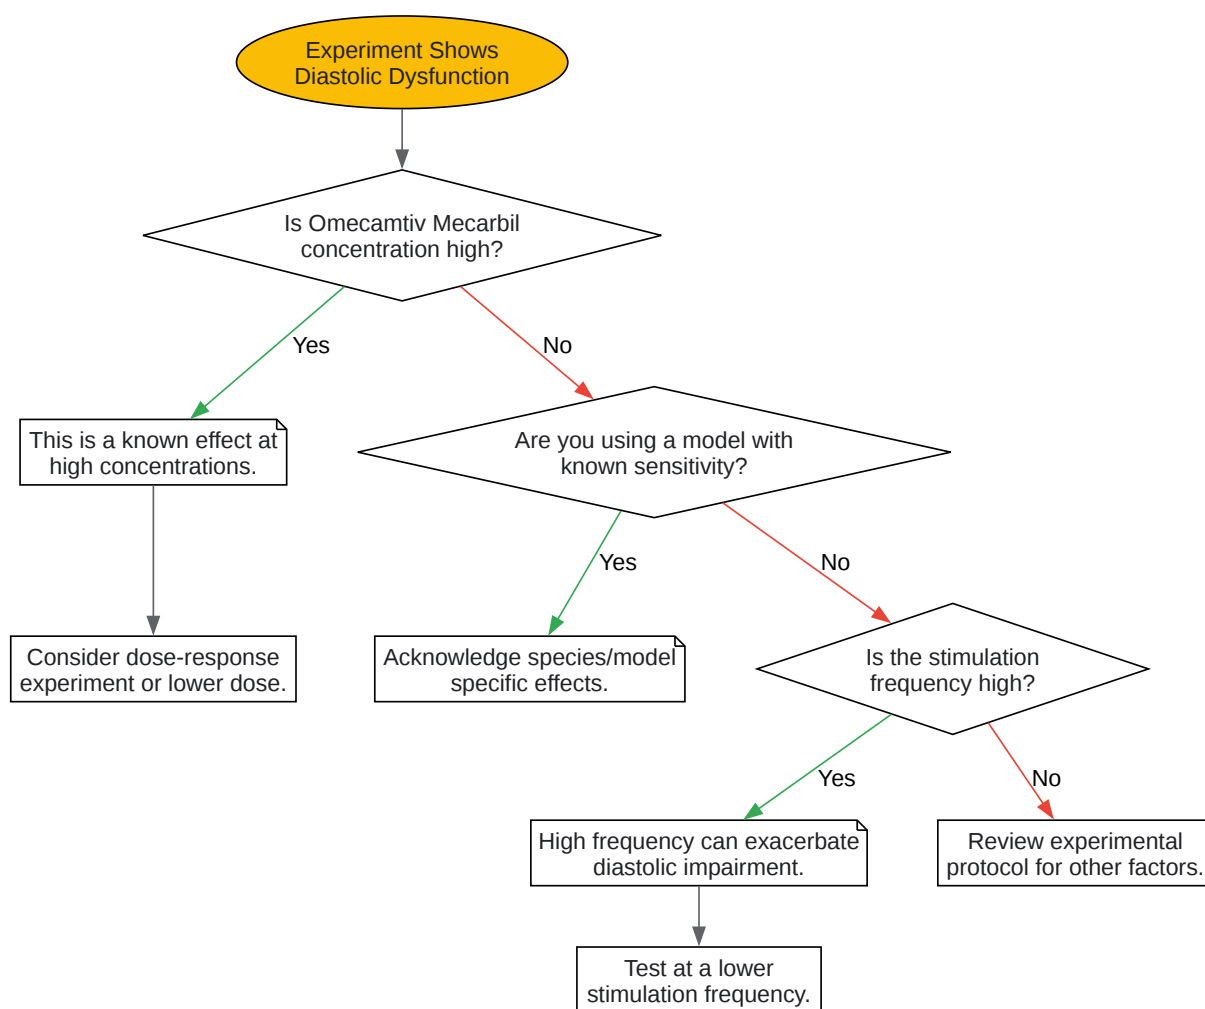 Experiment Shows
Diastolic Dysfunction
Is Omecamtiv Mecarbil
concentration high?
Yes
No
This is a known effect at
high concentrations.
Are you using a model with
known sensitivity?
Yes
No
Consider dose-response
experiment or lower dose.
Acknowledge species/model
specific effects.
Is the stimulation
frequency high?
Yes
No
High frequency can exacerbate
diastolic impairment.
Review experimental
protocol for other factors.
Test at a lower
stimulation frequency.